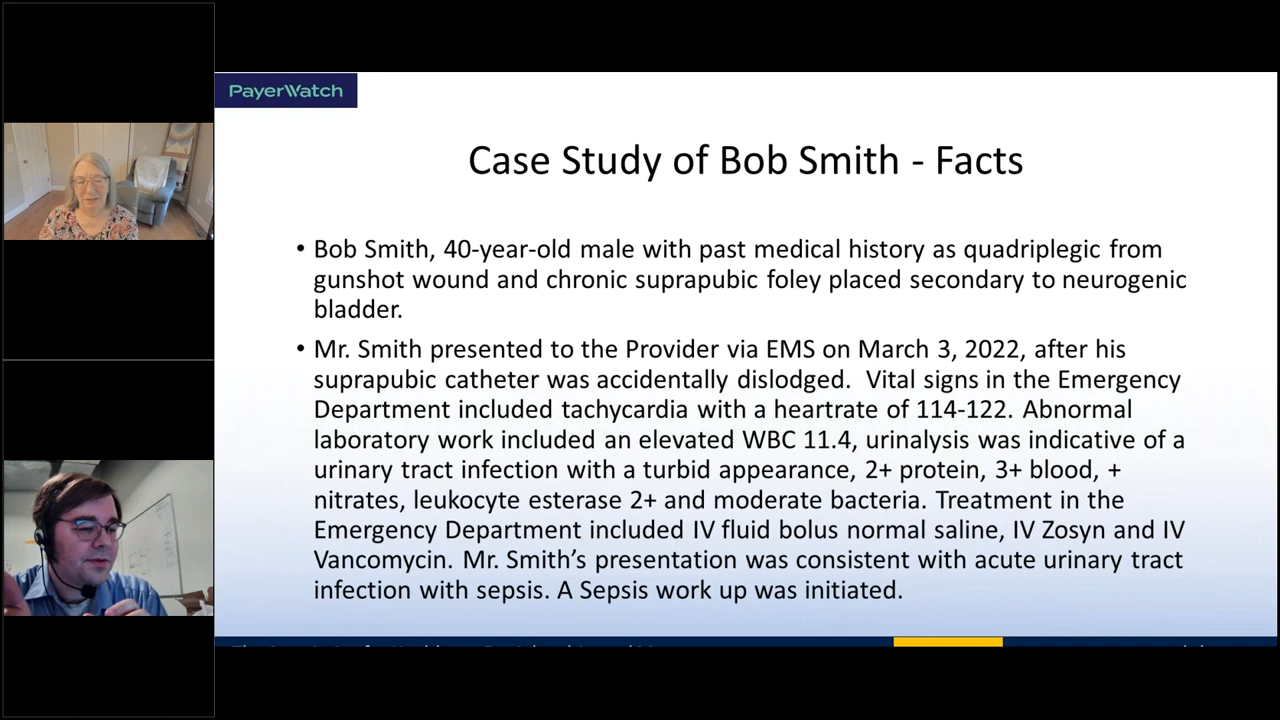 PayerWatch
Case Study of Bob Smith - Facts
• Bob Smith, 40-year-old male with past medical history as quadriplegic from
gunshot wound and chronic suprapubic foley placed secondary to neurogenic
bladder.
• Mr. Smith presented to the Provider via EMS on March 3, 2022, after his
suprapubic catheter was accidentally dislodged.  Vital signs in the Emergency
Department included tachycardia with a heartrate of 114-122. Abnormal
laboratory work included an elevated WBC 11.4, urinalysis was indicative of a
urinary tract infection with a turbid appearance, 2+ protein, 3+ blood, +
nitrates, leukocyte esterase 2+ and moderate bacteria. Treatment in the
Emergency Department included IV fluid bolus normal saline, IV Zosyn and IV
Vancomycin. Mr. Smith’s presentation was consistent with acute urinary tract
infection with sepsis. A Sepsis work up was initiated.